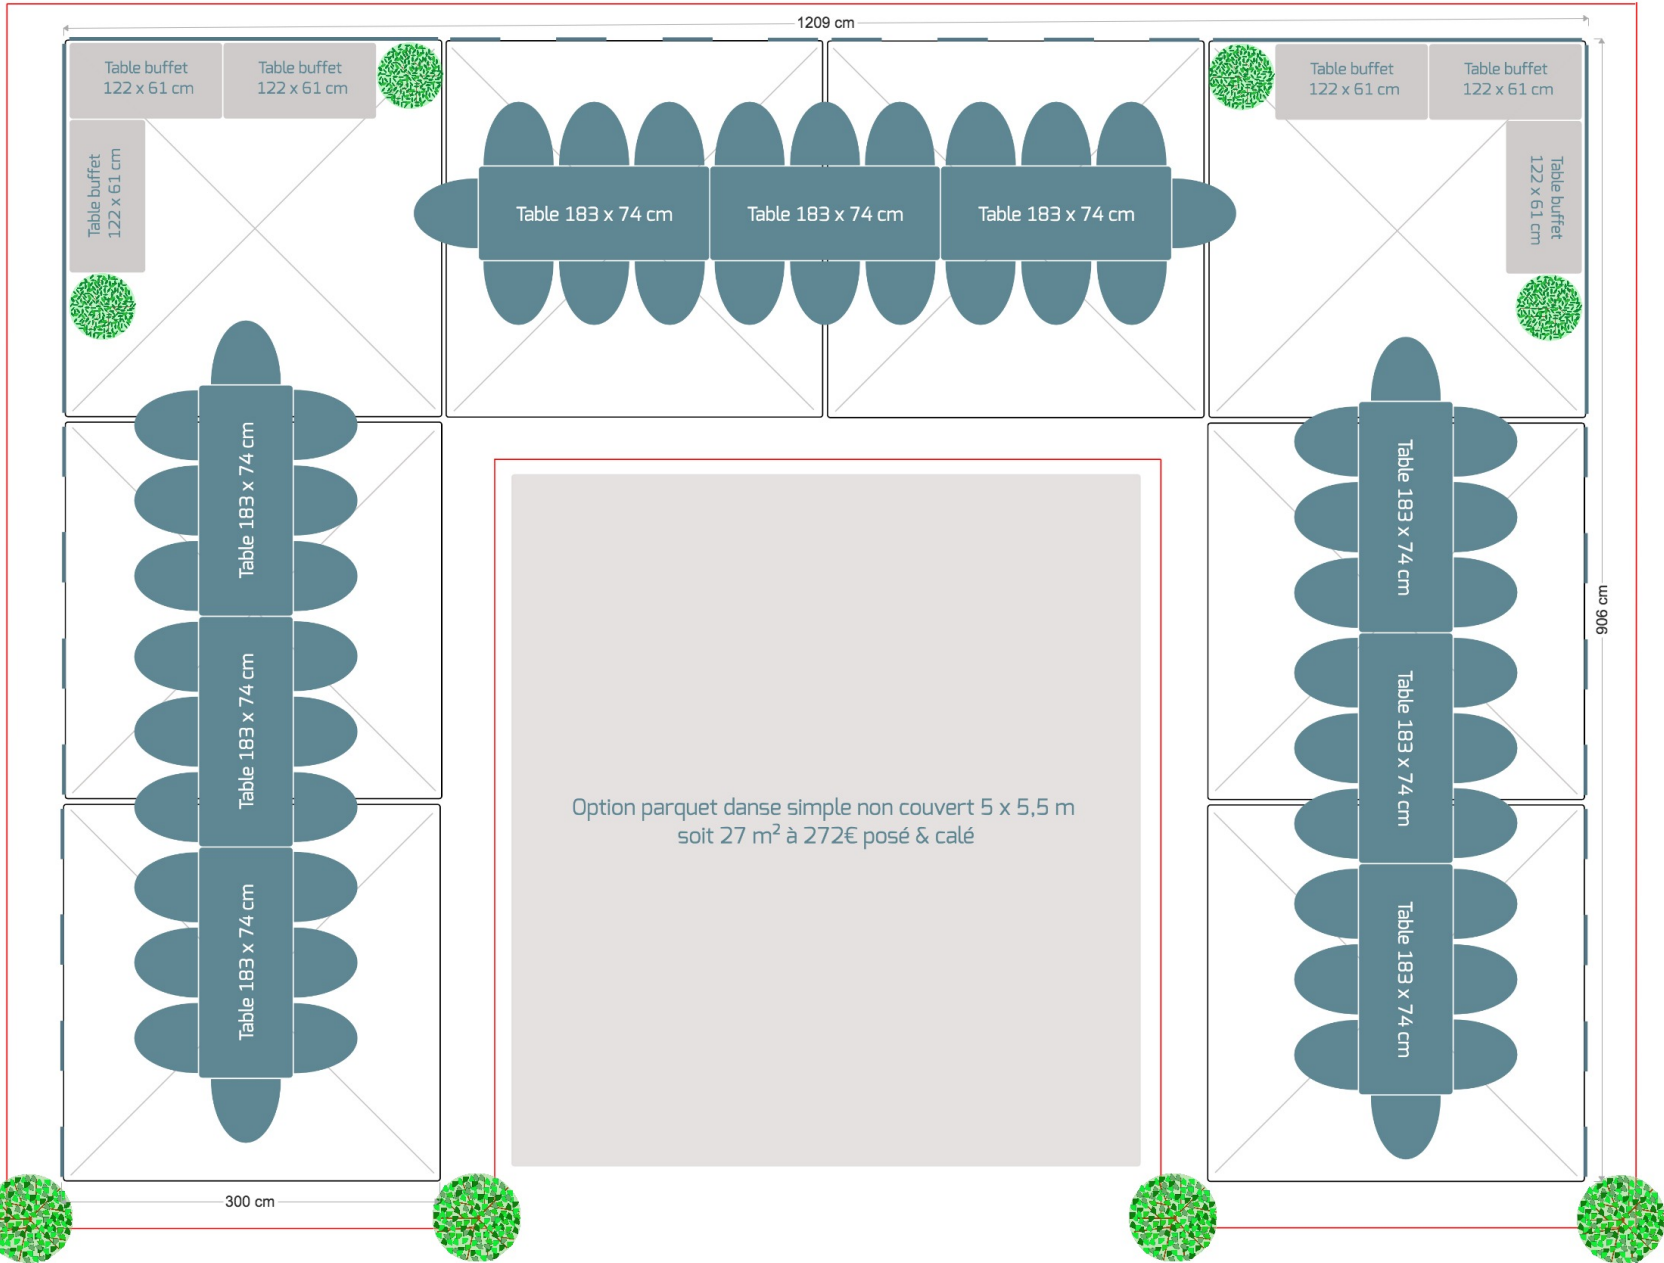 1209 cm
Table buffet
122 x 61 cm
Table buffet
122 x 61 cm
Table buffet
122 x 61 cm
Table buffet
122 x 61 cm
Table buffet
122 x 61 cm
Table buffet
122 x 61 cm
Table 183 x 74 cm
Table 183 x 74 cm
Table 183 x 74 cm
Table 183 x 74 cm
Table 183 x 74 cm
Table 183 x 74 cm
Option parquet danse simple non couvert 5 x 5,5 m
soit 27 m² à 272€ posé & calé
Table 183 x 74 cm
Table 183 x 74 cm
Table 183 x 74 cm
906 cm
300 cm